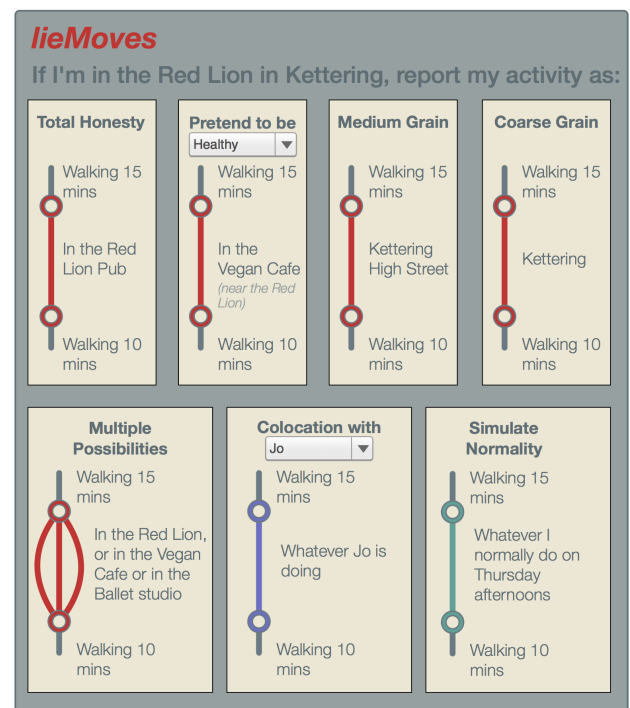 lieMoves
If I'm in the Red Lion in Kettering, report my activity as:
Total Honesty
Walking 15
mins
In the Red
Lion Pub
Walking 10
mins
Pretend to be
Healthy
Walking 15
mins
In the
Vegan Cafe
(near the Red
Lion)
Walking 10
mins
Medium Grain
Walking 15
mins
Kettering
High Street
Walking 10
mins
Coarse Grain
Walking 15
mins
Kettering
Walking 10
mins
Multiple
Possibilities
Walking 15
mins
In the Red Lion,
or in the Vegan
Cafe or in the
Ballet studio
Walking 10
mins
Colocation with
Jo
Walking 15
mins
Whatever Jo is
doing
Walking 10
mins
Simulate
Normality
Walking 15
mins
Whatever I
normally do on
Thursday
afternoons
Walking 10
mins